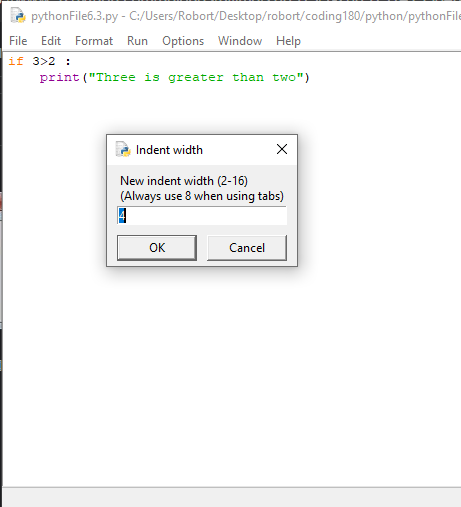 pythonFile6.3.py - C:/Users/Robort/Desktop/robort/coding180/python/pythonFile
File Edit Format Run Options Window Help
if 3>2 :
    print("Three is greater than two")
Indent width
New indent width (2-16)
(Always use 8 when using tabs)
4
OK Cancel